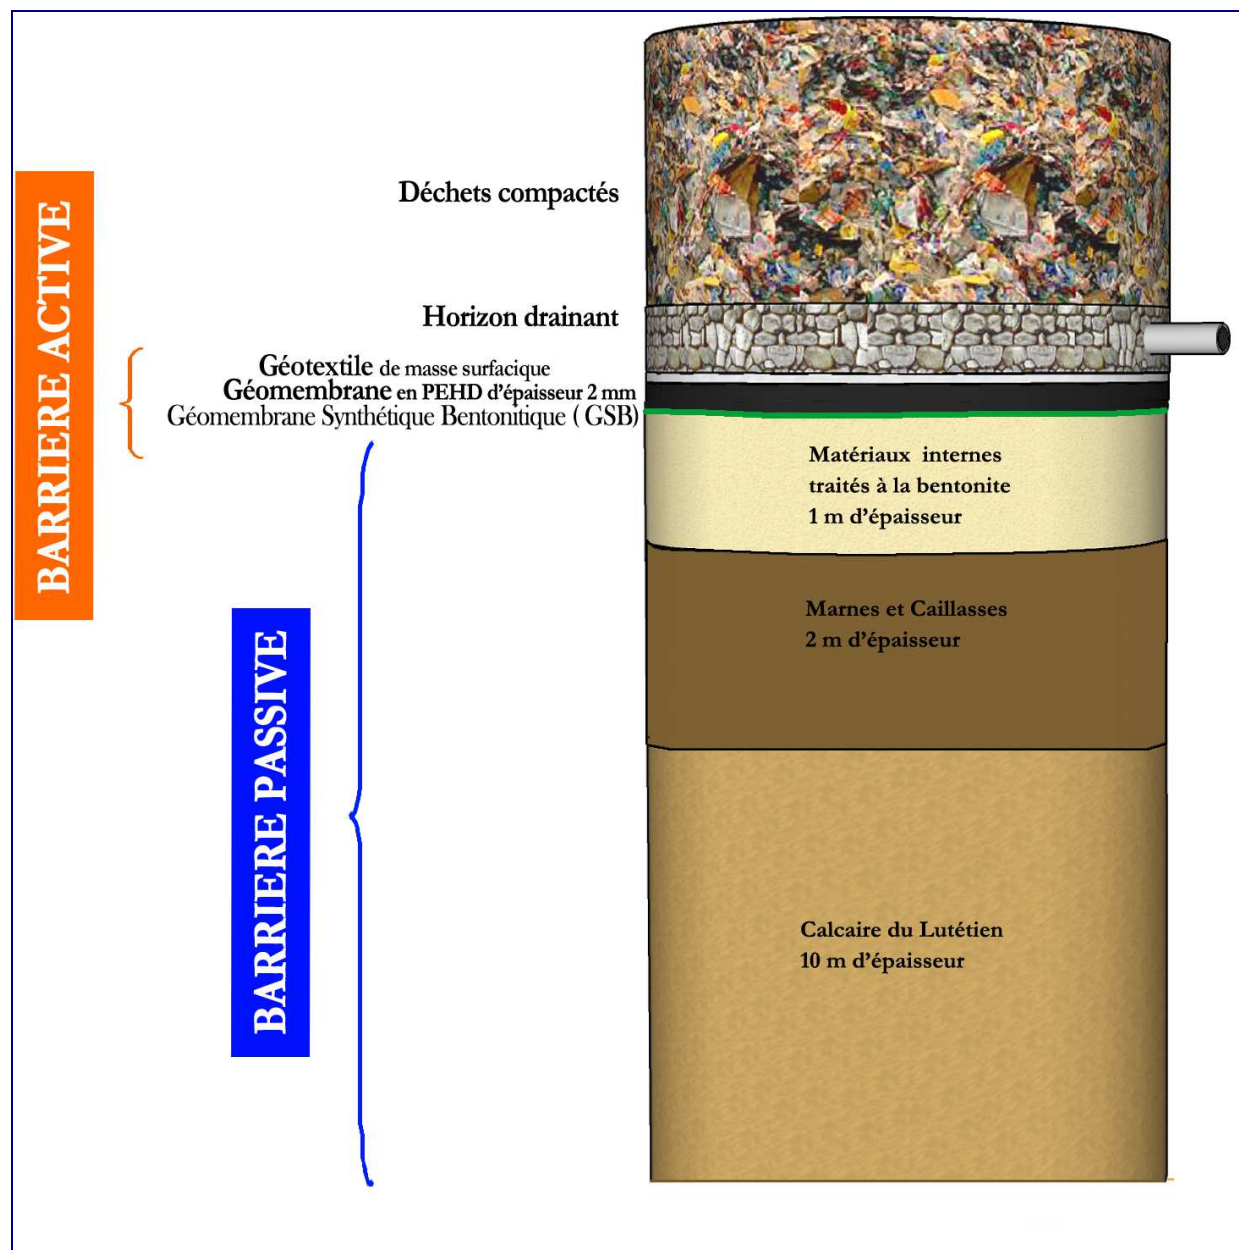 Déchets compactés
Horizon drainant
Géotextile de masse surfacique
Géomembrane en PEHD d'épaisseur 2 mm
Géomembrane Synthétique Bentonitique ( GSB)
BARRIERE ACTIVE
BARRIERE PASSIVE
Matériaux internes
traités à la bentonite
1 m d'épaisseur
Marnes et Caillasses
2 m d'épaisseur
Calcaire du Lutétien
10 m d'épaisseur